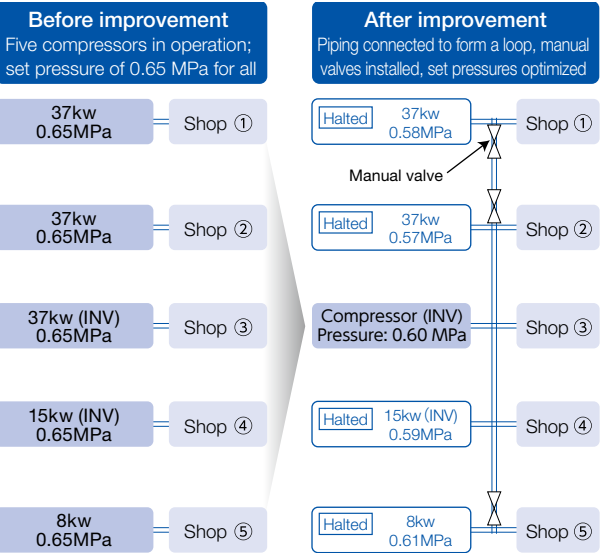 Before improvement
Five compressors in operation;
set pressure of 0.65 MPa for all
After improvement
Piping connected to form a loop, manual
valves installed, set pressures optimized
37kw
0.65MPa
Shop ①
37kw
0.65MPa
Shop ②
37kw (INV)
0.65MPa
Shop ③
15kw (INV)
0.65MPa
Shop ④
8kw
0.65MPa
Shop ⑤
Halted
37kw
0.58MPa
Shop ①
Manual valve
Halted
37kw
0.57MPa
Shop ②
Compressor (INV)
Pressure: 0.60 MPa
Shop ③
Halted
15kw (INV)
0.59MPa
Shop ④
Halted
8kw
0.61MPa
Shop ⑤